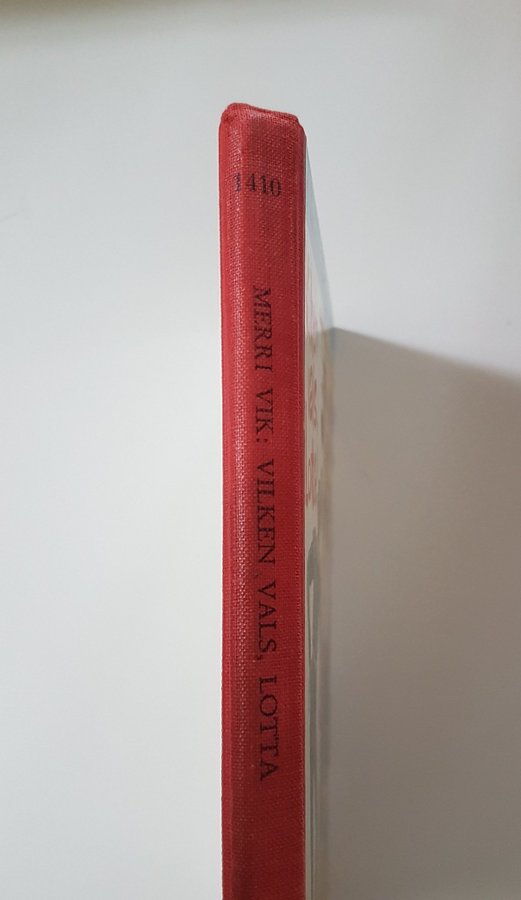 1410
MERRI VIK: VILKEN VALS, LOTTA